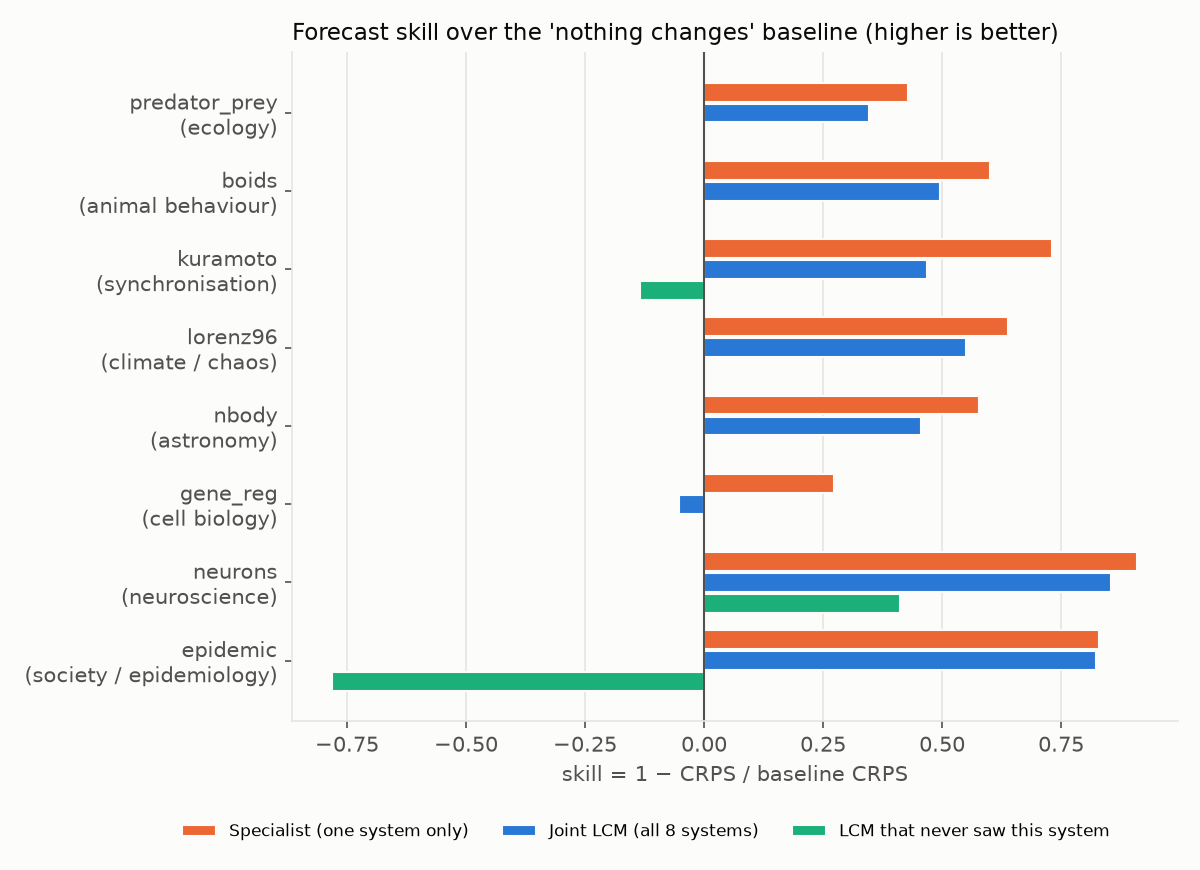 Forecast skill over the 'nothing changes' baseline (higher is better)
predator_prey
(ecology)
boids
(animal behaviour)
kuramoto
(synchronisation)
lorenz96
(climate / chaos)
nbody
(astronomy)
gene_reg
(cell biology)
neurons
(neuroscience)
epidemic
(society / epidemiology)
−0.75 −0.50 −0.25 0.00 0.25 0.50 0.75
skill = 1 − CRPS / baseline CRPS
Specialist (one system only) Joint LCM (all 8 systems) LCM that never saw this system